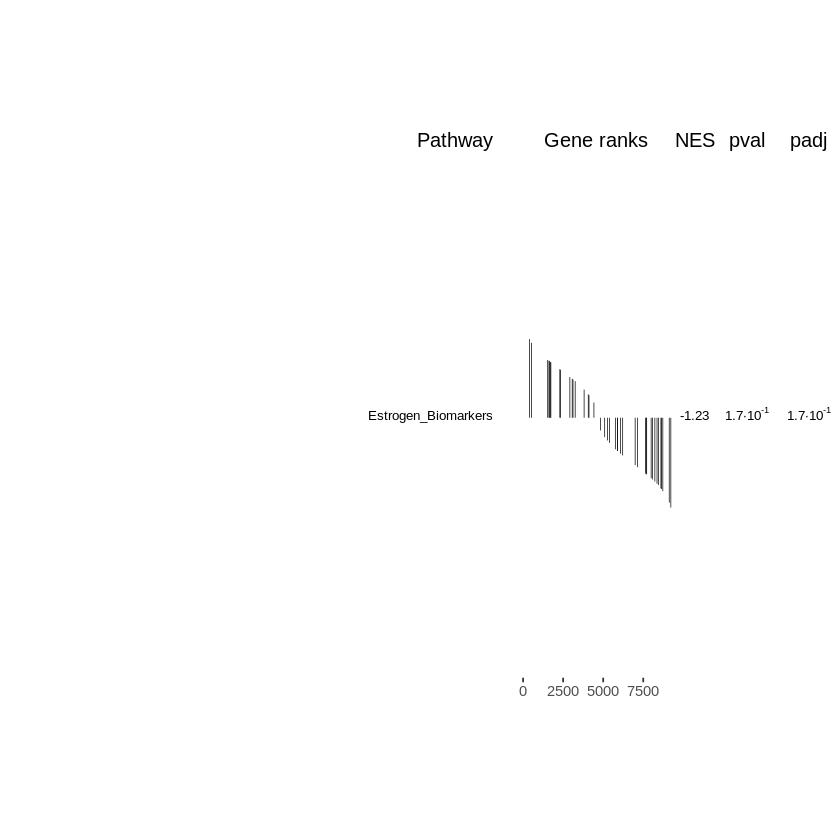 Pathway Gene ranks NES pval padj
Estrogen_Biomarkers -1.23 1.7·10⁻¹ 1.7·10⁻¹
0 2500 5000 7500